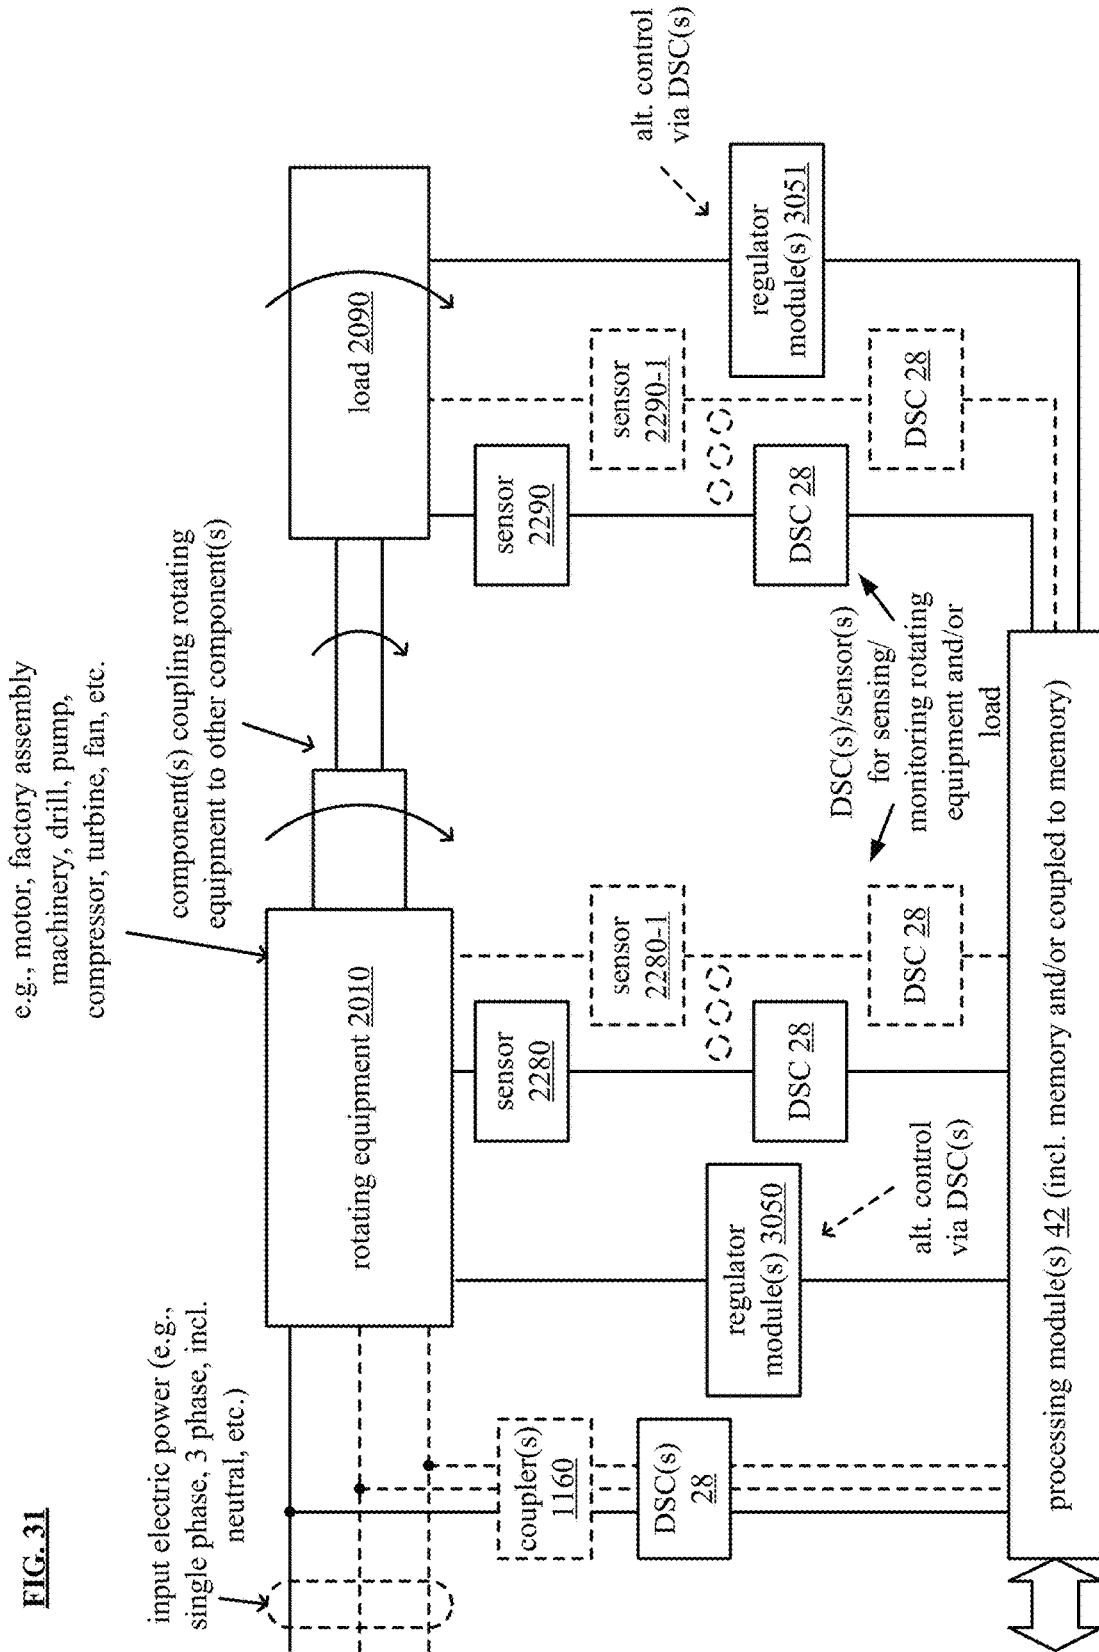 FIG. 31
input electric power (e.g.,
single phase, 3 phase, incl.
neutral, etc.)
e.g., motor, factory assembly
machinery, drill, pump,
compressor, turbine, fan, etc.
component(s) coupling rotating
equipment to other component(s)
rotating equipment 2010
load 2090
coupler(s)
1160
DSC(s)
28
regulator
module(s) 3050
alt. control
via DSC(s)
sensor
2280
DSC 28
sensor
2280-1
DSC 28
DSC(s)/sensor(s)
for sensing/
monitoring rotating
equipment and/or
load
sensor
2290
DSC 28
sensor
2290-1
DSC 28
regulator
module(s) 3051
alt. control
via DSC(s)
processing module(s) 42 (incl. memory and/or coupled to memory)